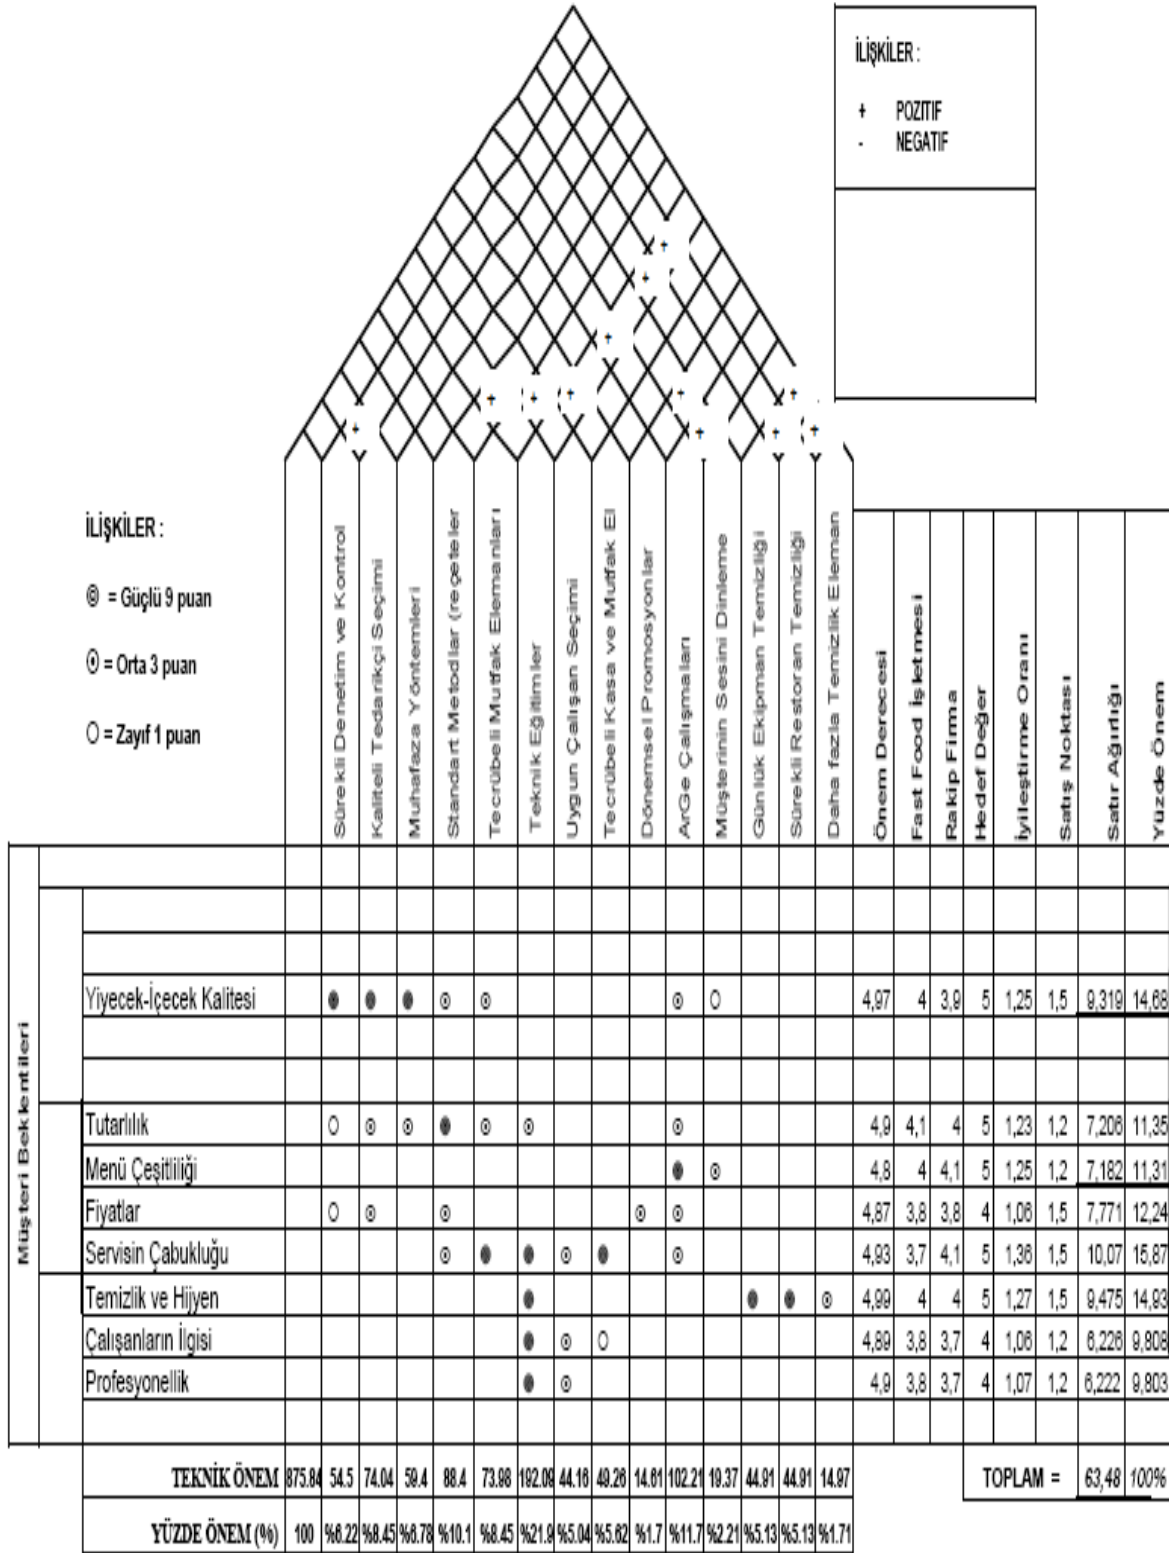 İLİŞKİLER :
+ POZITIF
- NEGATIF
+
+
+
+ + + + +
+ + + +
İLİŞKİLER :
◎ = Güçlü 9 puan
⊙ = Orta 3 puan
○ = Zayıf 1 puan
Sürekli Denetim ve Kontrol
Kaliteli Tedarikçi Seçimi
Muhafaza Yöntemleri
Standart Metodlar (reçeteler
Tecrübeli Mutfak Elemanları
Teknik Eğitimler
Uygun Çalışan Seçimi
Tecrübeli Kasa ve Mutfak El
Dönemsel Promosyonlar
ArGe Çalışmaları
Müşterinin Sesini Dinleme
Günlük Ekipman Temizliği
Sürekli Restoran Temizliği
Daha fazla Temizlik Eleman
Önem Derecesi
Fast Food İşletmesi
Rakip Firma
Hedef Değer
İyileştirme Oranı
Satış Noktası
Satır Ağırlığı
Yüzde Önem
Müşteri Beklentileri
Yiyecek-İçecek Kalitesi 4,97 4 3,9 5 1,25 1,5 9,319 14,68
Tutarlılık 4,9 4,1 4 5 1,23 1,2 7,206 11,35
Menü Çeşitliliği 4,8 4 4,1 5 1,25 1,2 7,182 11,31
Fiyatlar 4,87 3,8 3,8 4 1,06 1,5 7,771 12,24
Servisin Çabukluğu 4,93 3,7 4,1 5 1,36 1,5 10,07 15,87
Temizlik ve Hijyen 4,99 4 4 5 1,27 1,5 9,475 14,93
Çalışanların İlgisi 4,89 3,8 3,7 4 1,06 1,2 6,226 9,808
Profesyonellik 4,9 3,8 3,7 4 1,07 1,2 6,222 9,803
TEKNİK ÖNEM 875.84 54.5 74.04 59.4 88.4 73.98 192.09 44.16 49.26 14.61 102.21 19.37 44.91 44.91 14.97 TOPLAM = 63,48 100%
YÜZDE ÖNEM (%) 100 %6.22 %8.45 %6.78 %10.1 %8.45 %21.9 %5.04 %5.62 %1.7 %11.7 %2.21 %5.13 %5.13 %1.71